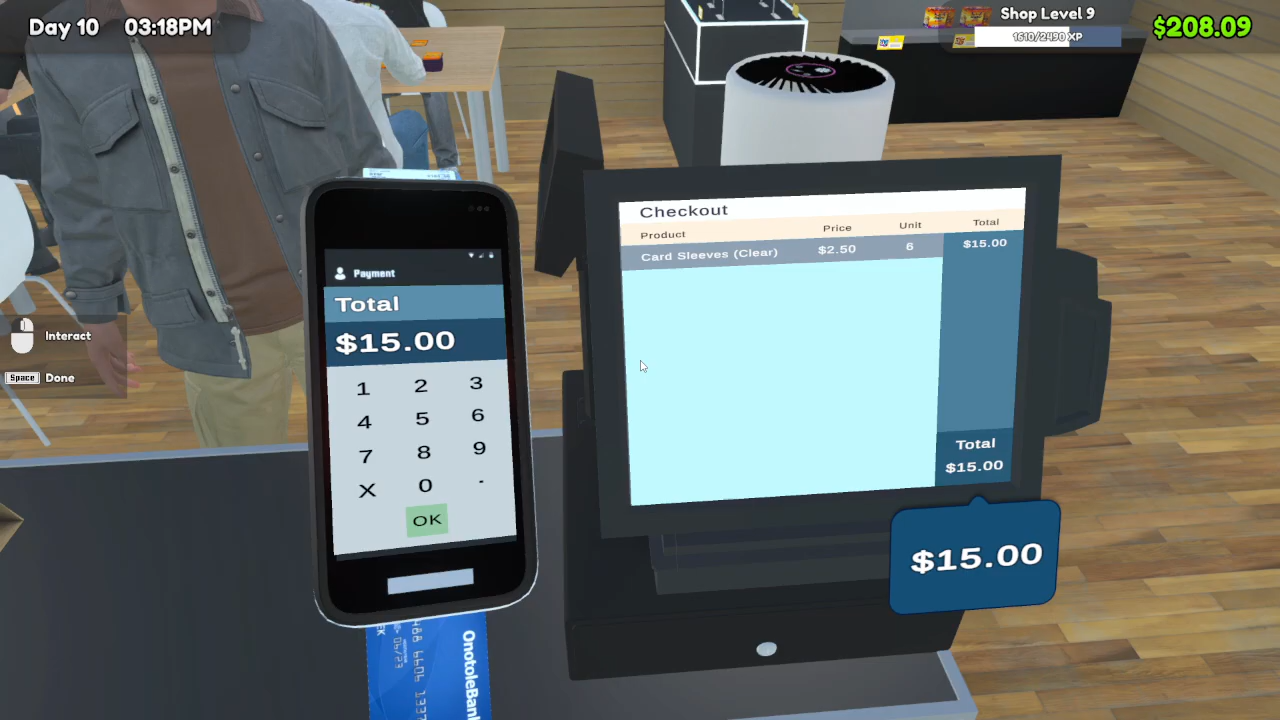 Day 10 03:18PM
Shop Level 9
1610/2490 XP
$208.09
Interact
Space Done
Payment
Total
$15.00
1 2 3
4 5 6
7 8 9
X 0 .
OK
Checkout
Product Price Unit Total
Card Sleeves (Clear) $2.50 6 $15.00
Total
$15.00
$15.00
OnotoleBank